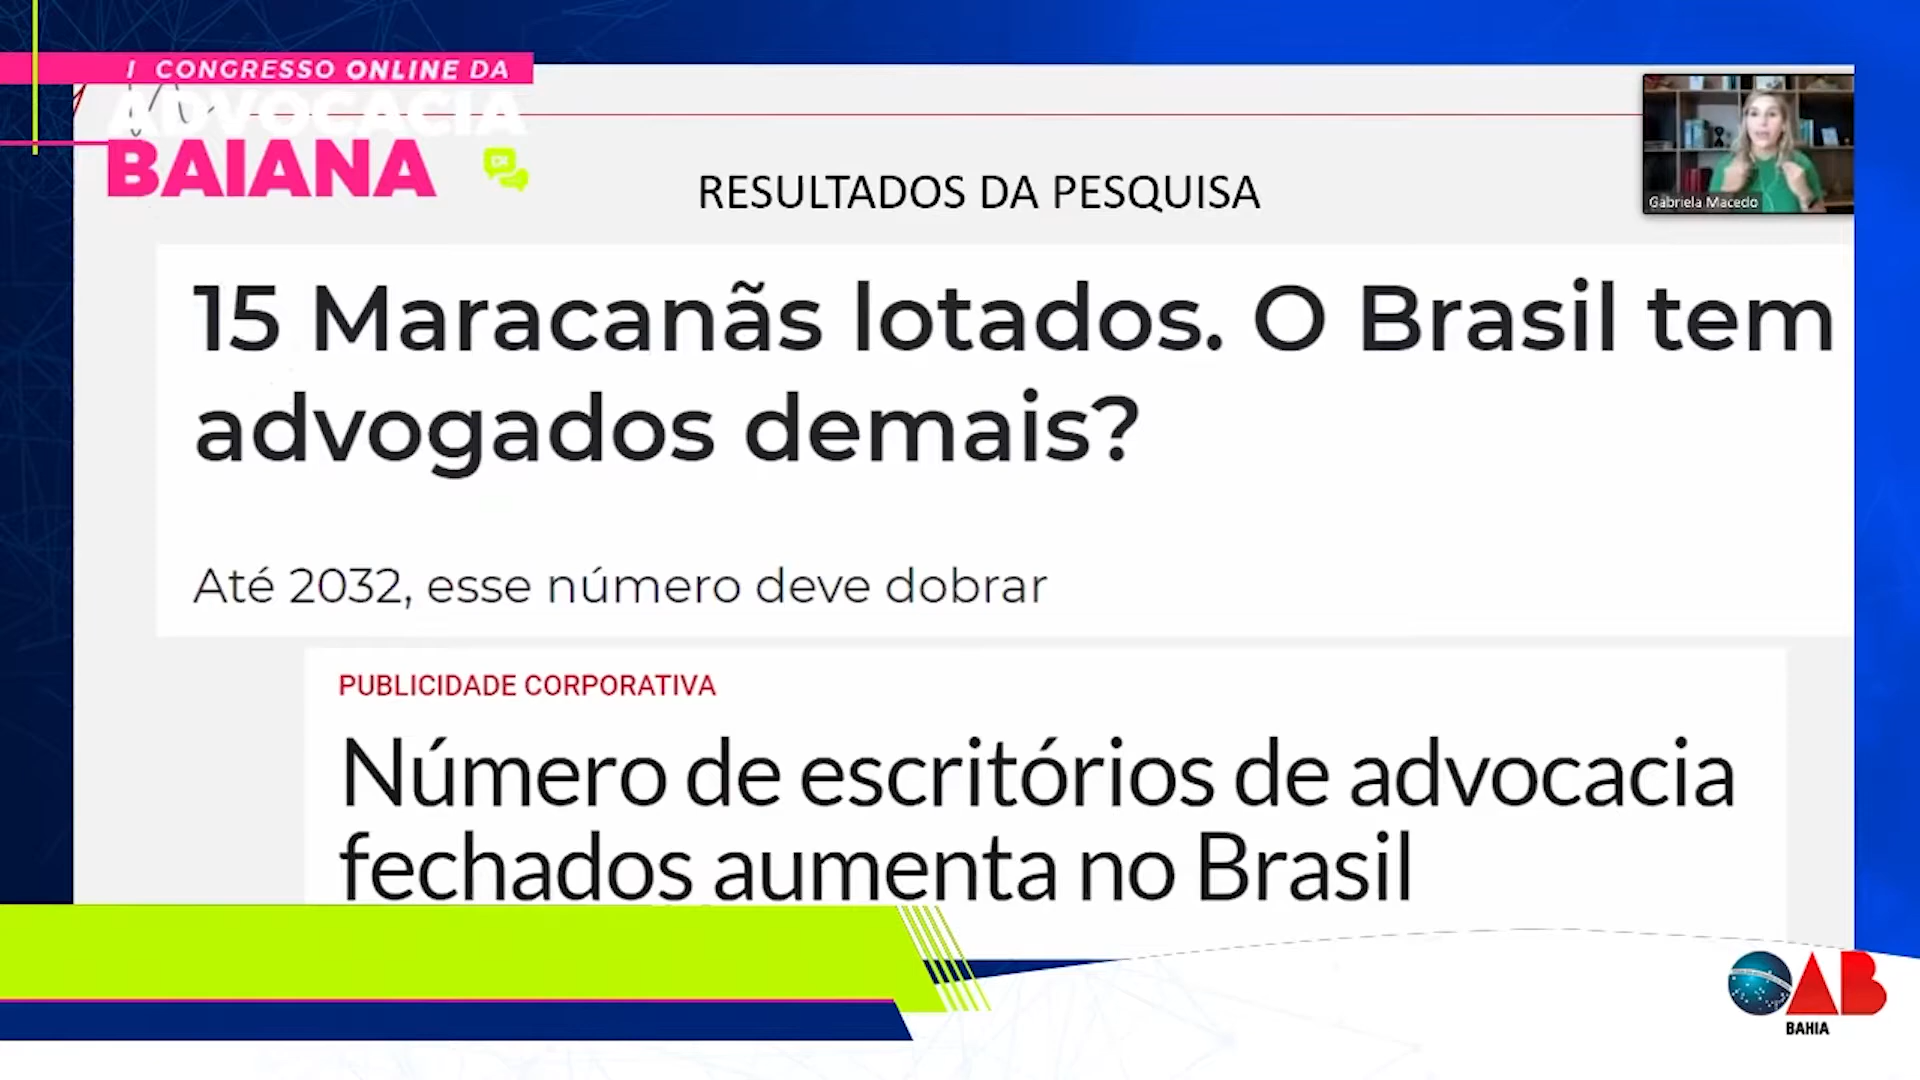 I CONGRESSO ONLINE DA
ADVOCACIA
BAIANA
RESULTADOS DA PESQUISA
Gabriela Macedo
15 Maracanãs lotados. O Brasil tem
advogados demais?
Até 2032, esse número deve dobrar
PUBLICIDADE CORPORATIVA
Número de escritórios de advocacia
fechados aumenta no Brasil
OAB
BAHIA